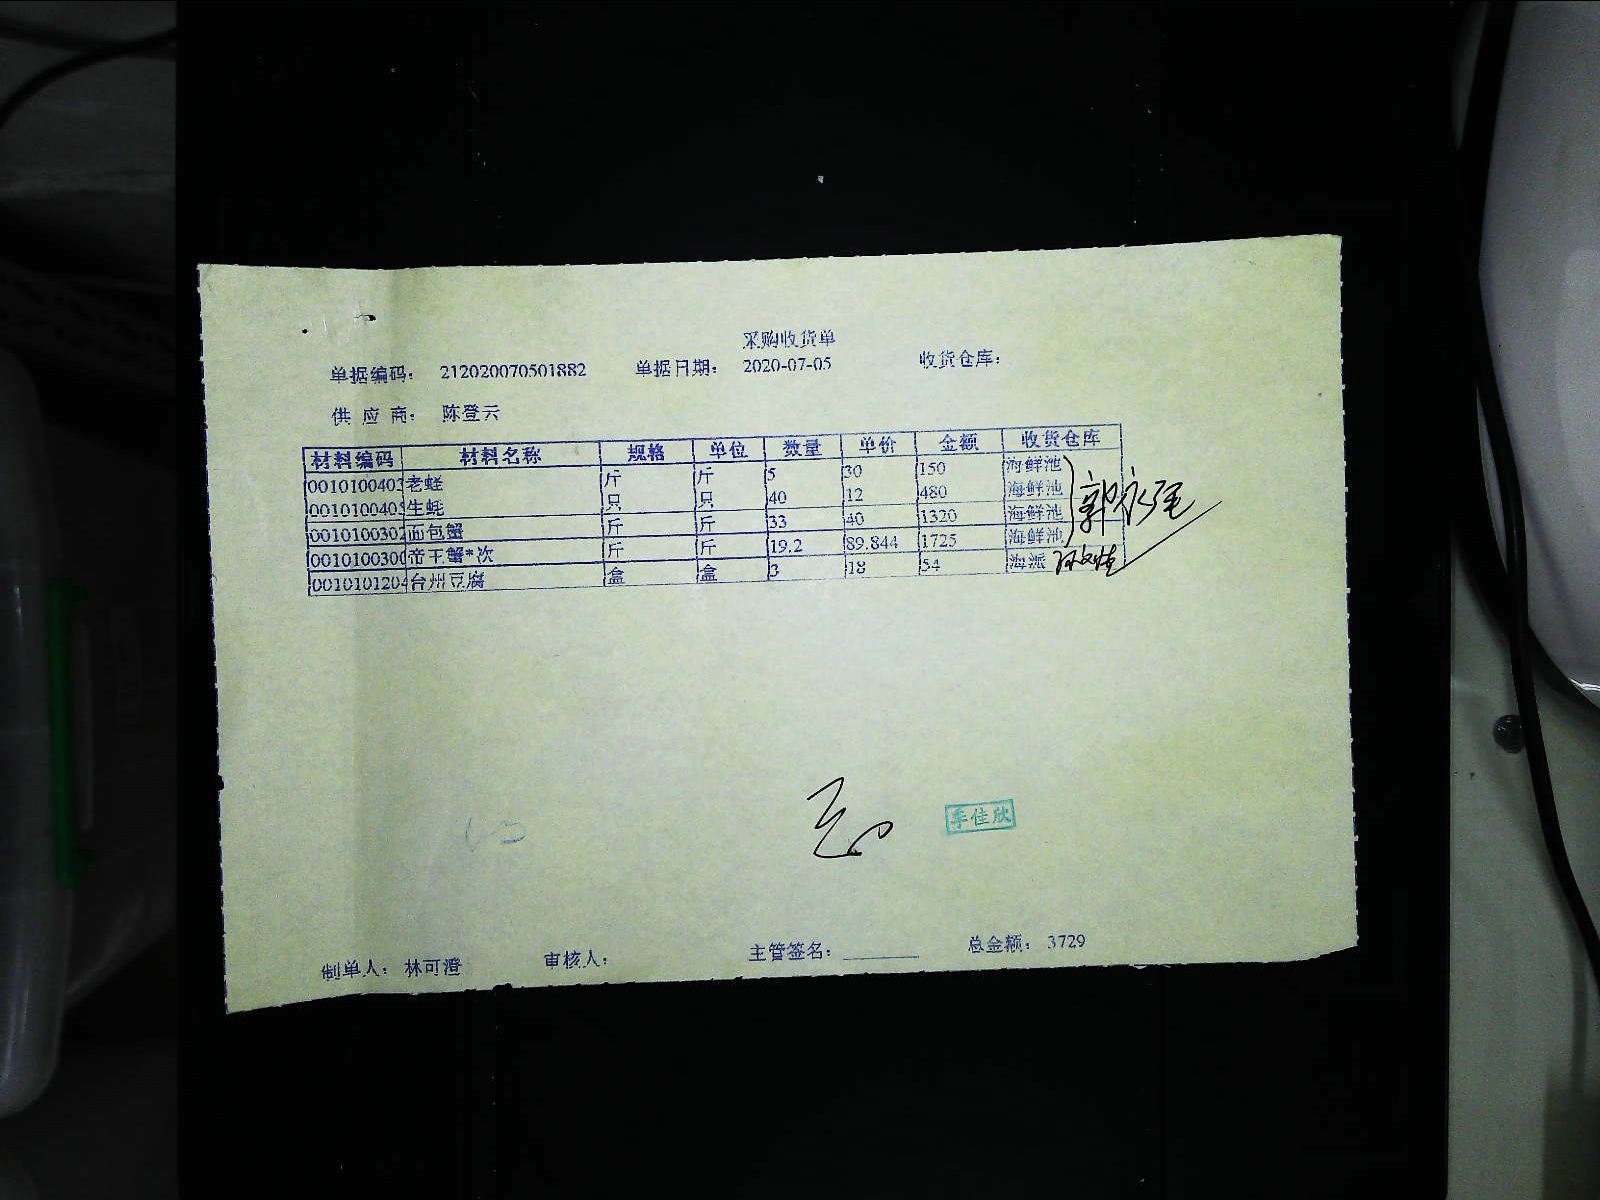 采购收货单
单据编码: 212020070501882 单据日期: 2020-07-05 收货仓库:
供应商: 陈登云
材料编码 材料名称 规格 单位 数量 单价 金额 收货仓库
0010100403 老蛏 斤 斤 5 30 150 海鲜池
0010100403 生蚝 只 只 40 12 480 海鲜池
0010100302 面包蟹 斤 斤 33 40 1320 海鲜池
0010100300 帝王蟹*次 斤 斤 19.2 89.844 1725 海鲜池
0010101204 台州豆腐 盒 盒 3 18 54 海派
李佳欣
制单人: 林可澄 审核人: 主管签名: 总金额: 3729